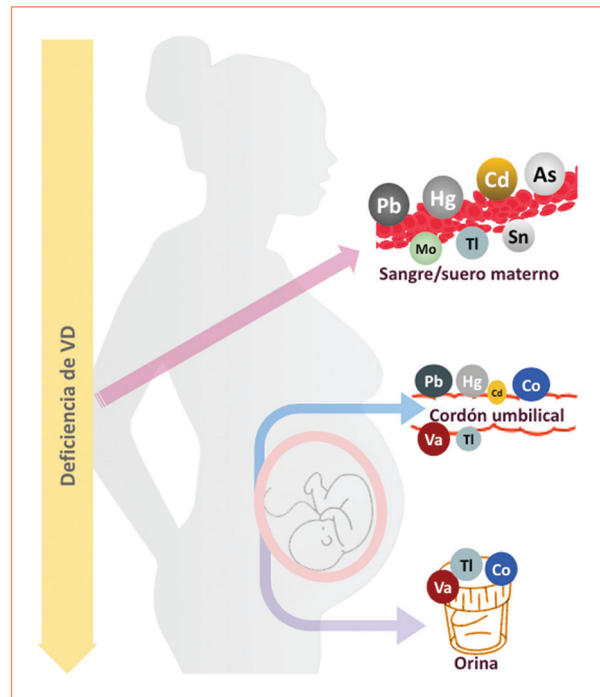 Deficiencia de VD
Pb Hg Cd As
Mo Tl Sn
Sangre/suero materno
Pb Hg Cd Co
Cordón umbilical
Va Tl
Va Tl Co
Orina